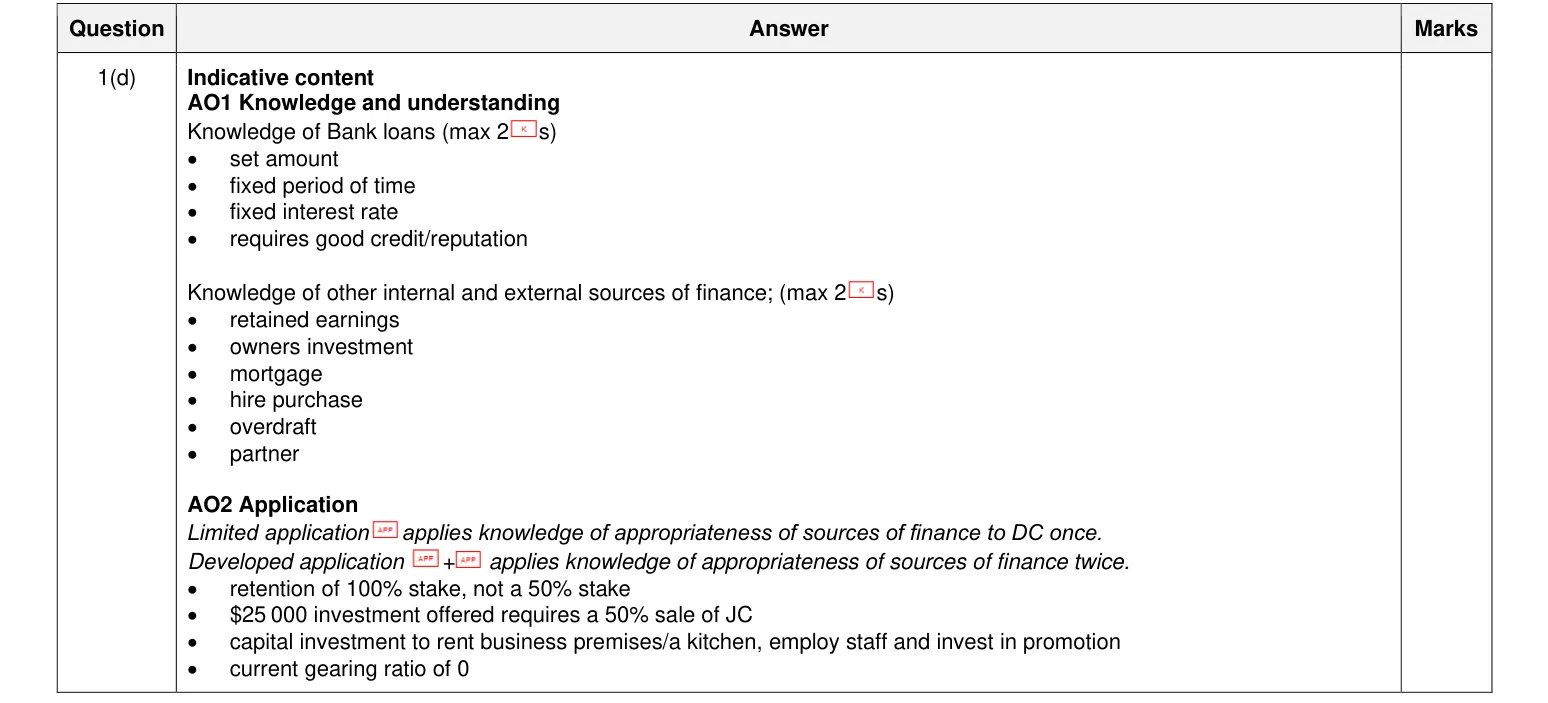 Question Answer Marks
1(d) Indicative content
AO1 Knowledge and understanding
Knowledge of Bank loans (max 2 K s)
• set amount
• fixed period of time
• fixed interest rate
• requires good credit/reputation
Knowledge of other internal and external sources of finance; (max 2 K s)
• retained earnings
• owners investment
• mortgage
• hire purchase
• overdraft
• partner
AO2 Application
Limited application APP applies knowledge of appropriateness of sources of finance to DC once.
Developed application APP + APP applies knowledge of appropriateness of sources of finance twice.
• retention of 100% stake, not a 50% stake
• $25 000 investment offered requires a 50% sale of JC
• capital investment to rent business premises/a kitchen, employ staff and invest in promotion
• current gearing ratio of 0